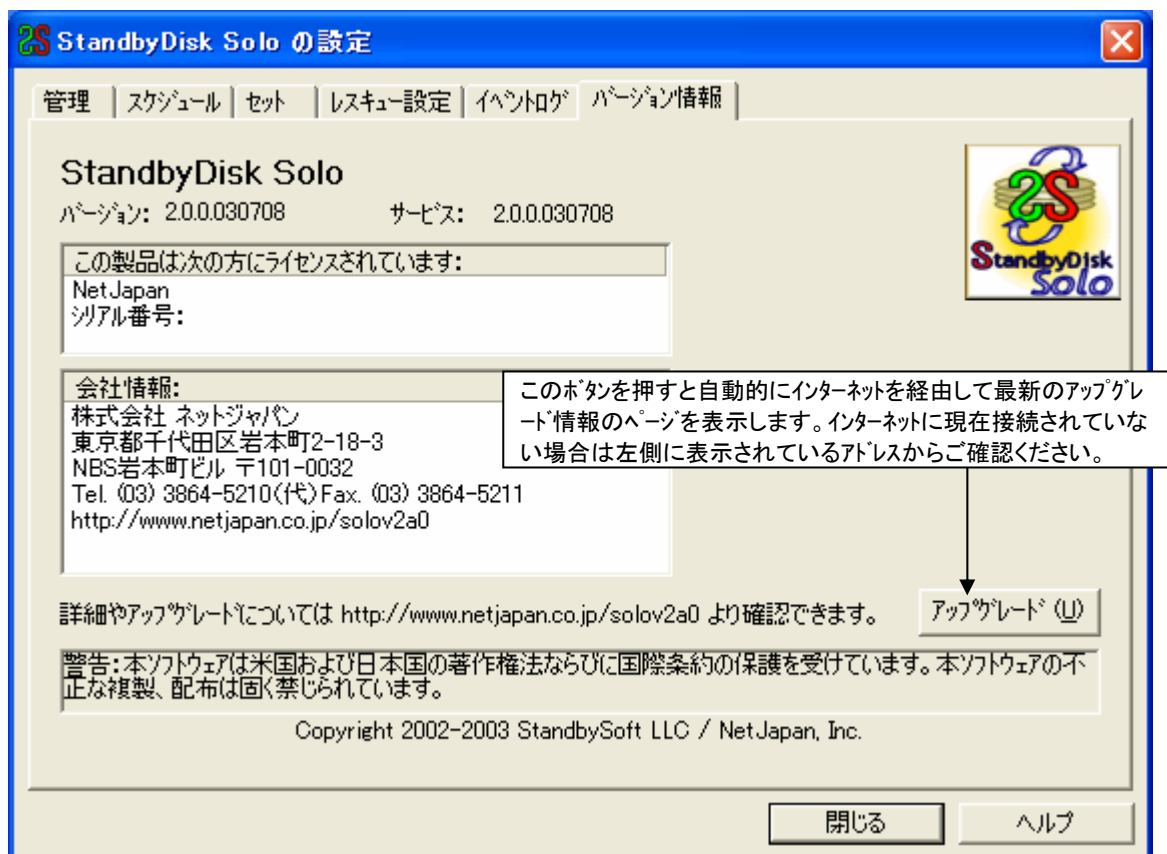 StandbyDisk Solo の設定
管理 スケジュール セット レスキュー設定 イベントログ バージョン情報
StandbyDisk Solo
バージョン: 2.0.0.030708 サービス: 2.0.0.030708
StandbyDisk
Solo
この製品は次の方にライセンスされています:
NetJapan
シリアル番号:
会社情報:
株式会社 ネットジャパン
東京都千代田区岩本町2-18-3
NBS岩本町ビル 〒101-0032
Tel. (03) 3864-5210(代)Fax. (03) 3864-5211
http://www.netjapan.co.jp/solov2a0
このボタンを押すと自動的にインターネットを経由して最新のアップグレ
ード情報のページを表示します。インターネットに現在接続されていな
い場合は左側に表示されているアドレスからご確認ください。
詳細やアップグレードについては http://www.netjapan.co.jp/solov2a0 より確認できます。 アップグレード (U)
警告:本ソフトウェアは米国および日本国の著作権法ならびに国際条約の保護を受けています。本ソフトウェアの不
正な複製、配布は固く禁じられています。
Copyright 2002-2003 StandbySoft LLC / NetJapan, Inc.
閉じる ヘルプ